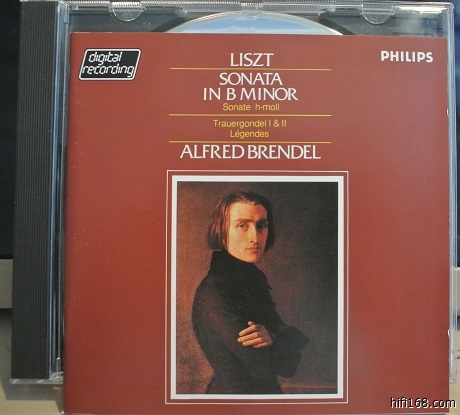 digital
recording
LISZT
PHILIPS
SONATA
IN B MINOR
Sonate h-moll
Trauergondel I & II
Légendes
ALFRED BRENDEL
hifi168.com